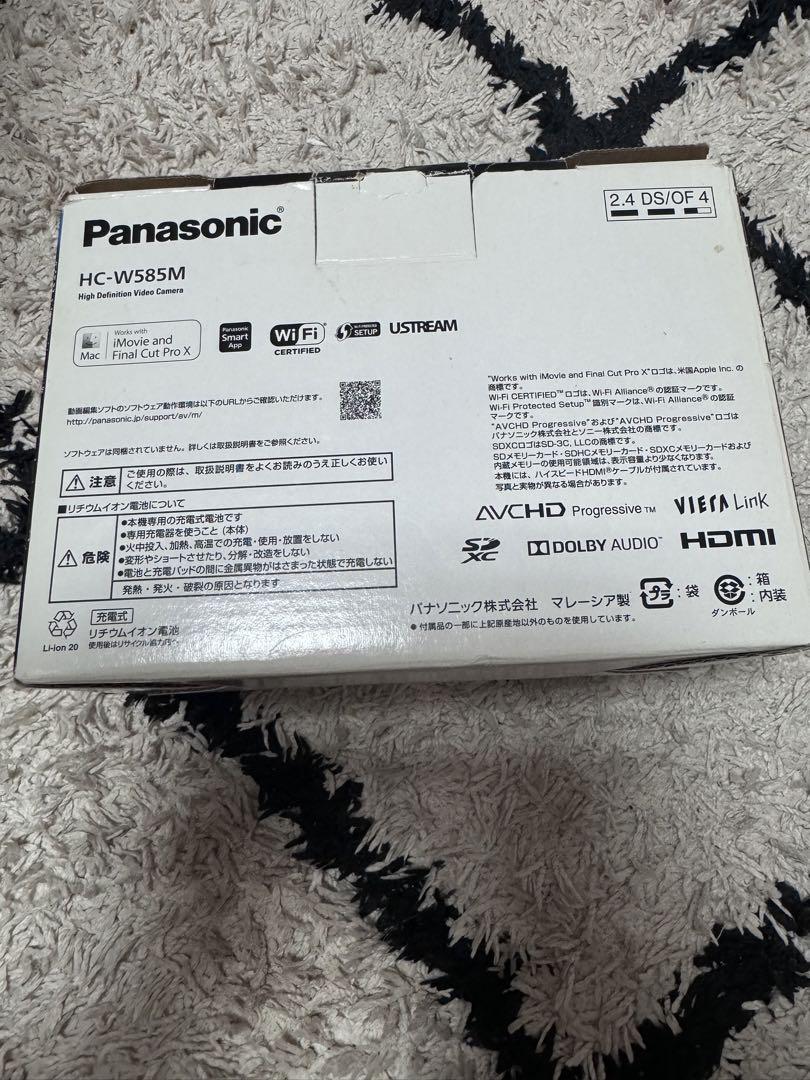 Panasonic®
2.4 DS/OF 4
HC-W585M
High Definition Video Camera
Mac
Works with
iMovie and
Final Cut Pro X
Panasonic
Smart
App
Wi Fi®
CERTIFIED
WI-FI PROTECTED
SETUP
USTREAM
動画編集ソフトのソフトウェア動作環境は以下のURLからご確認いただけます。
http://panasonic.jp/support/av/m/
ソフトウェアは同梱されていません。詳しくは取扱説明書をご参照ください。
注意
ご使用の際は、取扱説明書をよくお読みのうえ正しくお使い
ください。
■リチウムイオン電池について
危険
●本機専用の充電式電池です
●専用充電器を使うこと(本体)
●火中投入、加熱、高温での充電・使用・放置をしない
●変形やショートさせたり、分解・改造をしない
●電池と充電パッドの間に金属異物がはさまった状態で充電しない
発熱・発火・破裂の原因となります
Li-ion 20
充電式
リチウムイオン電池
使用後はリサイクル協力店へ
"Works with iMovie and Final Cut Pro X"ロゴは、米国Apple Inc. の
商標です。
Wi-Fi CERTIFIED™ ロゴは、Wi-Fi Alliance® の認証マークです。
Wi-Fi Protected Setup™ 識別マークは、Wi-Fi Alliance® の認証
マークです。
"AVCHD Progressive"および"AVCHD Progressive"ロゴは
パナソニック株式会社とソニー株式会社の商標です。
SDXCロゴはSD-3C, LLCの商標です。
SDメモリーカード・SDHCメモリーカード・SDXCメモリーカードおよび
内蔵メモリーの使用可能領域は、表示容量より少なくなります。
本機には、ハイスピードHDMI®ケーブルが付属されています。
写真と実物が異なる場合があります。
AVCHD Progressive™
VIERA Link
SD
XC
DOLBY AUDIO™
HDMI
パナソニック株式会社 マレーシア製
●付属品の一部に上記原産地以外のものを使用しています。
プラ
:袋
:箱
:内装
ダンボール